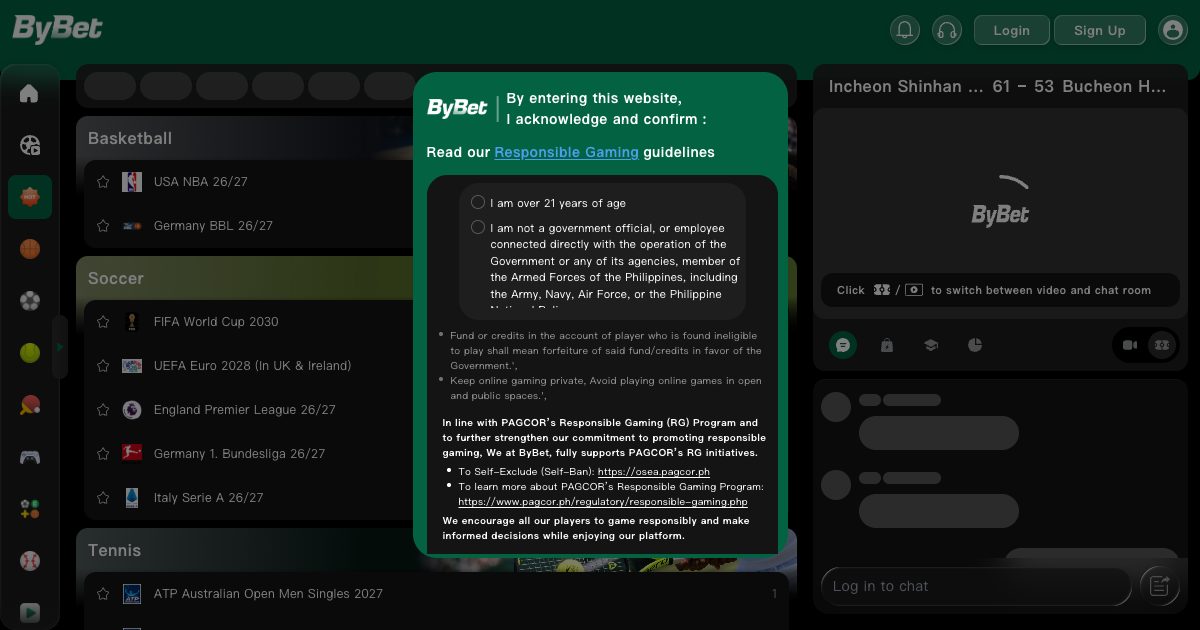 ByBet
Login
Sign Up
Basketball
USA NBA 26/27
Germany BBL 26/27
Soccer
FIFA World Cup 2030
UEFA Euro 2028 (In UK & Ireland)
England Premier League 26/27
Germany 1. Bundesliga 26/27
Italy Serie A 26/27
Tennis
ATP Australian Open Men Singles 2027
1
ByBet
By entering this website,
I acknowledge and confirm :
Read our Responsible Gaming guidelines
I am over 21 years of age
I am not a government official, or employee
connected directly with the operation of the
Government or any of its agencies, member of
the Armed Forces of the Philippines, including
the Army, Navy, Air Force, or the Philippine
Fund or credits in the account of player who is found ineligible
to play shall mean forfeiture of said fund/credits in favor of the
Government.',
Keep online gaming private, Avoid playing online games in open
and public spaces.',
In line with PAGCOR's Responsible Gaming (RG) Program and
to further strengthen our commitment to promoting responsible
gaming, We at ByBet, fully supports PAGCOR's RG initiatives.
To Self-Exclude (Self-Ban): https://osea.pagcor.ph
To learn more about PAGCOR's Responsible Gaming Program:
https://www.pagcor.ph/regulatory/responsible-gaming.php
We encourage all our players to game responsibly and make
informed decisions while enjoying our platform.
Incheon Shinhan ... 61 - 53 Bucheon H...
ByBet
Click / to switch between video and chat room
Log in to chat